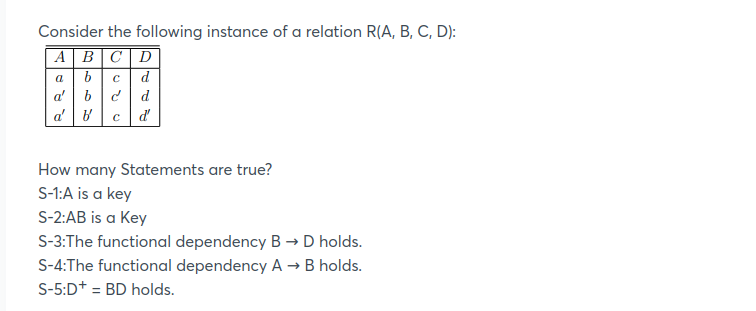 Consider the following instance of a relation R(A, B, C, D):
A B C D
a b c d
a' b c' d
a' b' c d'
How many Statements are true?
S-1:A is a key
S-2:AB is a Key
S-3:The functional dependency B → D holds.
S-4:The functional dependency A → B holds.
S-5:D⁺ = BD holds.